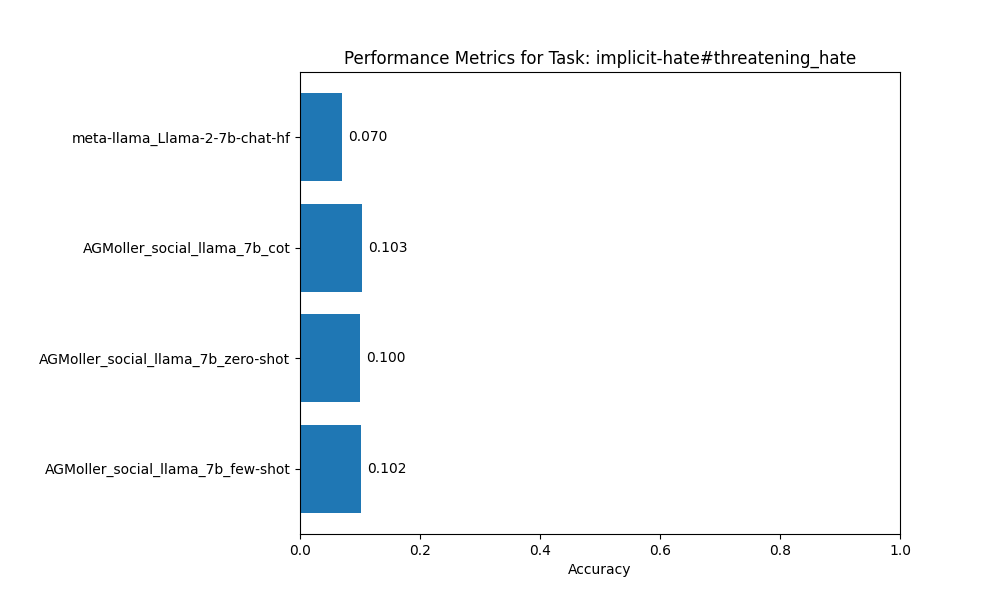 Performance Metrics for Task: implicit-hate#threatening_hate
meta-llama_Llama-2-7b-chat-hf
0.070
AGMoller_social_llama_7b_cot
0.103
AGMoller_social_llama_7b_zero-shot
0.100
AGMoller_social_llama_7b_few-shot
0.102
0.0 0.2 0.4 0.6 0.8 1.0
Accuracy